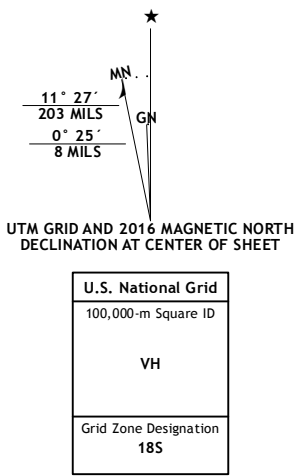 ★
MN
11° 27´
203 MILS
GN
0° 25´
8 MILS
UTM GRID AND 2016 MAGNETIC NORTH
DECLINATION AT CENTER OF SHEET
U.S. National Grid
100,000-m Square ID
VH
Grid Zone Designation
18S